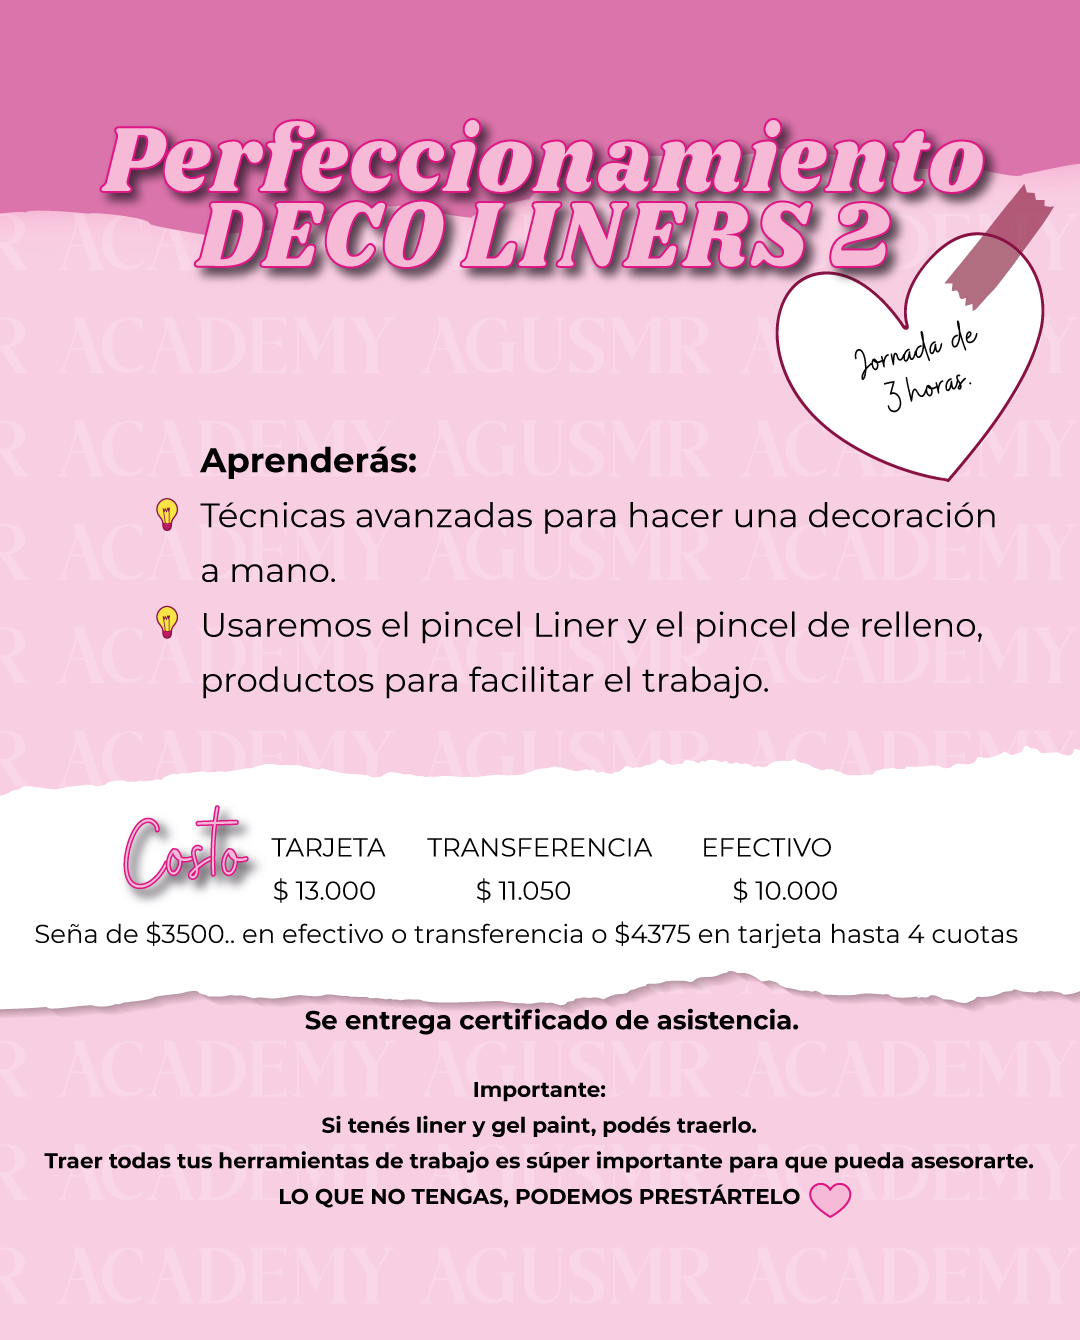 Perfeccionamiento
DECO LINERS 2
Jornada de
3 horas.
Aprenderás:
Técnicas avanzadas para hacer una decoración
a mano.
Usaremos el pincel Liner y el pincel de relleno,
productos para facilitar el trabajo.
Costo
TARJETA TRANSFERENCIA EFECTIVO
$ 13.000 $ 11.050 $ 10.000
Seña de $3500.. en efectivo o transferencia o $4375 en tarjeta hasta 4 cuotas
Se entrega certificado de asistencia.
Importante:
Si tenés liner y gel paint, podés traerlo.
Traer todas tus herramientas de trabajo es súper importante para que pueda asesorarte.
LO QUE NO TENGAS, PODEMOS PRESTÁRTELO
ACADEMY AGUSMR ACADEMY